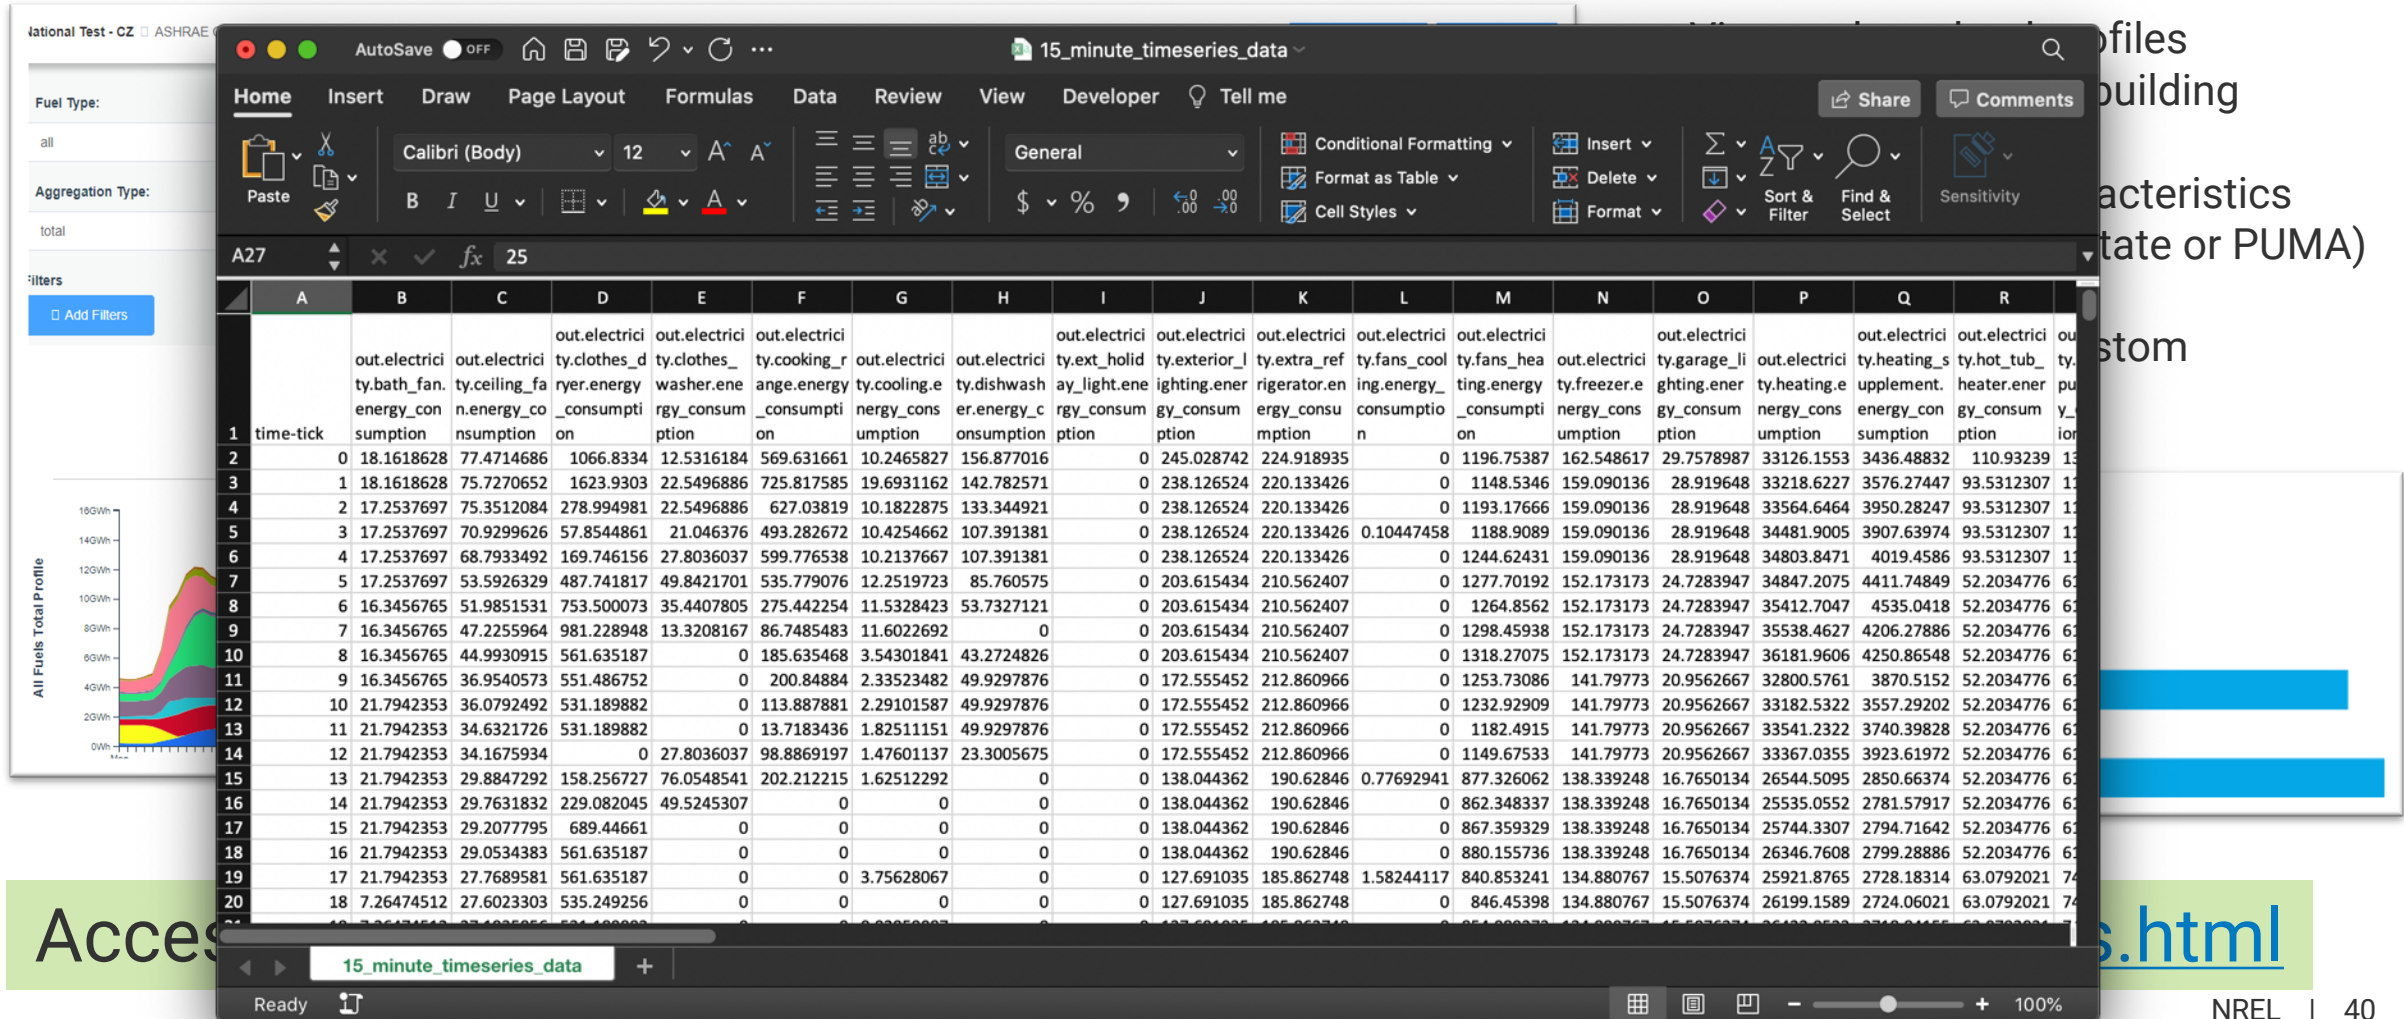 National Test - CZ ASHRAE
AutoSave OFF
15_minute_timeseries_data
Home Insert Draw Page Layout Formulas Data Review View Developer Tell me
Share Comments
Paste
Calibri (Body) 12
General
Conditional Formatting
Format as Table
Cell Styles
Insert
Delete
Format
Sort & Filter
Find & Select
Sensitivity
A27 fx 25
A B C D E F G H I J K L M N O P Q R
1 time-tick out.electricity.bath_fan.energy_consumption out.electricity.ceiling_fan.energy_consumption out.electricity.clothes_dryer.energy_consumption out.electricity.clothes_washer.energy_consumption out.electricity.cooking_range.energy_consumption out.electricity.cooling.energy_consumption out.electricity.dishwasher.energy_consumption out.electricity.ext_holiday_light.energy_consumption out.electricity.exterior_lighting.energy_consumption out.electricity.extra_refrigerator.energy_consumption out.electricity.fans_cooling.energy_consumption out.electricity.fans_heating.energy_consumption out.electricity.freezer.energy_consumption out.electricity.garage_lighting.energy_consumption out.electricity.heating.energy_consumption out.electricity.heating_supplement.energy_consumption out.electricity.hot_tub_heater.energy_consumption
2 0 18.1618628 77.4714686 1066.8334 12.5316184 569.631661 10.2465827 156.877016 0 245.028742 224.918935 0 1196.75387 162.548617 29.7578987 33126.1553 3436.48832 110.93239
3 1 18.1618628 75.7270652 1623.9303 22.5496886 725.817585 19.6931162 142.782571 0 238.126524 220.133426 0 1148.5346 159.090136 28.919648 33218.6227 3576.27447 93.5312307
4 2 17.2537697 75.3512084 278.994981 22.5496886 627.03819 10.1822875 133.344921 0 238.126524 220.133426 0 1193.17666 159.090136 28.919648 33564.6464 3950.28247 93.5312307
5 3 17.2537697 70.9299626 57.8544861 21.046376 493.282672 10.4254662 107.391381 0 238.126524 220.133426 0.10447458 1188.9089 159.090136 28.919648 34481.9005 3907.63974 93.5312307
6 4 17.2537697 68.7933492 169.746156 27.8036037 599.776538 10.2137667 107.391381 0 238.126524 220.133426 0 1244.62431 159.090136 28.919648 34803.8471 4019.4586 93.5312307
7 5 17.2537697 53.5926329 487.741817 49.8421701 535.779076 12.2519723 85.760575 0 203.615434 210.562407 0 1277.70192 152.173173 24.7283947 34847.2075 4411.74849 52.2034776
8 6 16.3456765 51.9851531 753.500073 35.4407805 275.442254 11.5328423 53.7327121 0 203.615434 210.562407 0 1264.8562 152.173173 24.7283947 35412.7047 4535.0418 52.2034776
9 7 16.3456765 47.2255964 981.228948 13.3208167 86.7485483 11.6022692 0 0 203.615434 210.562407 0 1298.45938 152.173173 24.7283947 35538.4627 4206.27886 52.2034776
10 8 16.3456765 44.9930915 561.635187 0 185.635468 3.54301841 43.2724826 0 203.615434 210.562407 0 1318.27075 152.173173 24.7283947 36181.9606 4250.86548 52.2034776
11 9 16.3456765 36.9540573 551.486752 0 200.84884 2.33523482 49.9297876 0 172.555452 212.860966 0 1253.73086 141.79773 20.9562667 32800.5761 3870.5152 52.2034776
12 10 21.7942353 36.0792492 531.189882 0 113.887881 2.29101587 49.9297876 0 172.555452 212.860966 0 1232.92909 141.79773 20.9562667 33182.5322 3557.29202 52.2034776
13 11 21.7942353 34.6321726 531.189882 0 13.7183436 1.82511151 49.9297876 0 172.555452 212.860966 0 1182.4915 141.79773 20.9562667 33541.2322 3740.39828 52.2034776
14 12 21.7942353 34.1675934 0 27.8036037 98.8869197 1.47601137 23.3005675 0 172.555452 212.860966 0 1149.67533 141.79773 20.9562667 33367.0355 3923.61972 52.2034776
15 13 21.7942353 29.8847292 158.256727 76.0548541 202.212215 1.62512292 0 0 138.044362 190.62846 0.77692941 877.326062 138.339248 16.7650134 26544.5095 2850.66374 52.2034776
16 14 21.7942353 29.7631832 229.082045 49.5245307 0 0 0 0 138.044362 190.62846 0 862.348337 138.339248 16.7650134 25535.0552 2781.57917 52.2034776
17 15 21.7942353 29.2077795 689.44661 0 0 0 0 0 138.044362 190.62846 0 867.359329 138.339248 16.7650134 25744.3307 2794.71642 52.2034776
18 16 21.7942353 29.0534383 561.635187 0 0 0 0 0 138.044362 190.62846 0 880.155736 138.339248 16.7650134 26346.7608 2799.28886 52.2034776
19 17 21.7942353 27.7689581 561.635187 0 0 3.75628067 0 0 127.691035 185.862748 1.58244117 840.853241 134.880767 15.5076374 25921.8765 2728.18314 63.0792021
20 18 7.26474512 27.6023303 535.249256 0 0 0 0 0 127.691035 185.862748 0 846.45398 134.880767 15.5076374 26199.1589 2724.06021 63.0792021
15_minute_timeseries_data +
Ready
100%
Fuel Type:
all
Aggregation Type:
total
Filters
Add Filters
All Fuels Total Profile
16GWh
14GWh
12GWh
10GWh
8GWh
6GWh
4GWh
2GWh
0Wh
ofiles
building
acteristics
tate or PUMA)
stom
Acces
s.html
NREL | 40